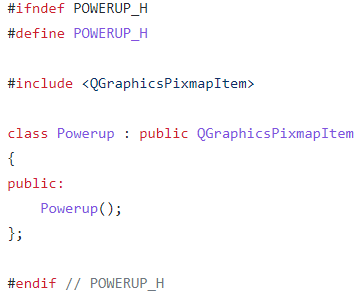 #ifndef POWERUP_H
#define POWERUP_H
#include <QGraphicsPixmapItem>
class Powerup : public QGraphicsPixmapItem
{
public:
    Powerup();
};
#endif // POWERUP_H